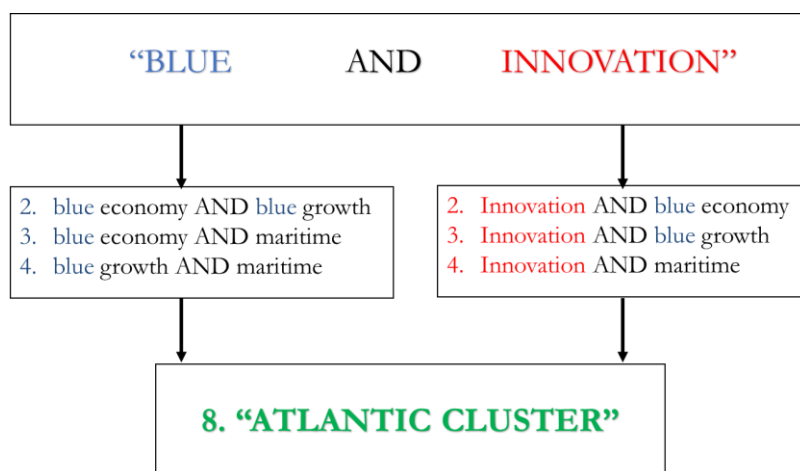 “BLUE AND INNOVATION”
2. blue economy AND blue growth
3. blue economy AND maritime
4. blue growth AND maritime
2. Innovation AND blue economy
3. Innovation AND blue growth
4. Innovation AND maritime
8. “ATLANTIC CLUSTER”